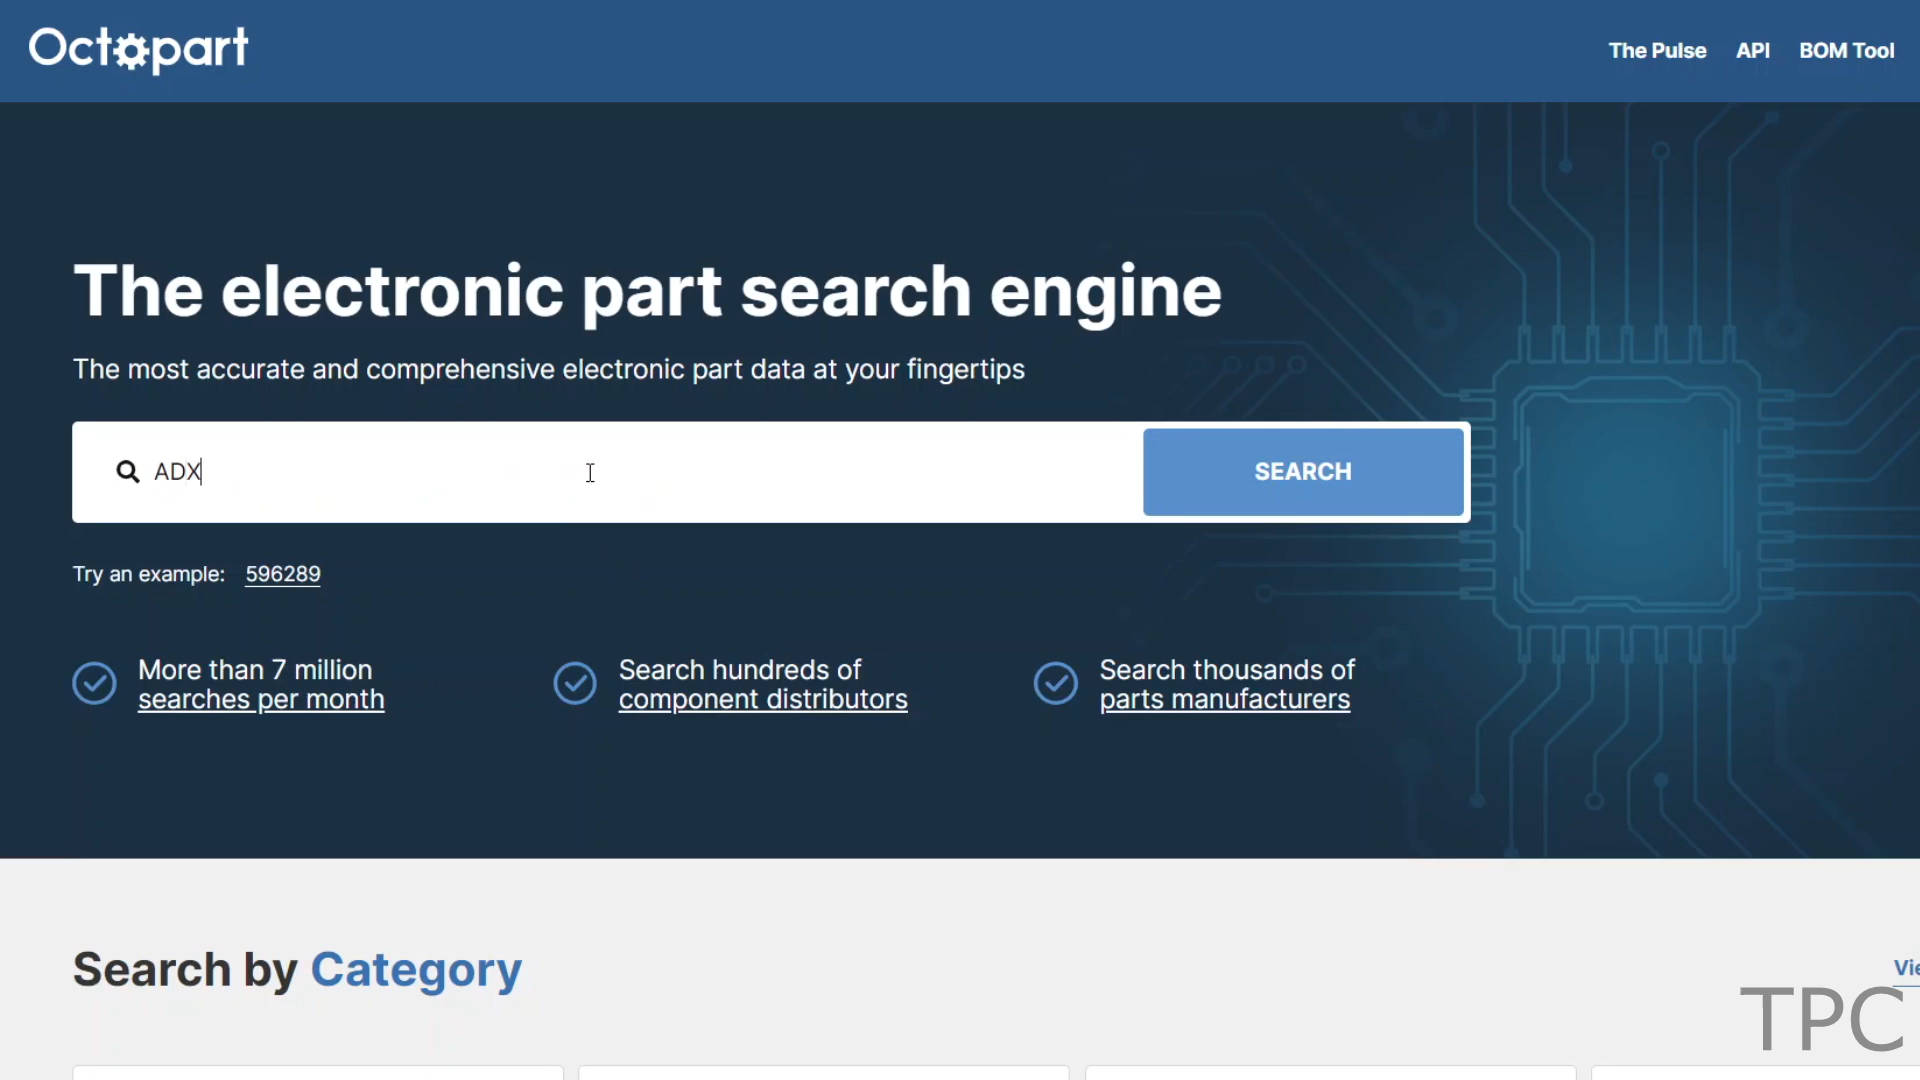 Octopart
The Pulse API BOM Tool
The electronic part search engine
The most accurate and comprehensive electronic part data at your fingertips
ADX
SEARCH
Try an example: 596289
More than 7 million
searches per month
Search hundreds of
component distributors
Search thousands of
parts manufacturers
Search by Category
TPC